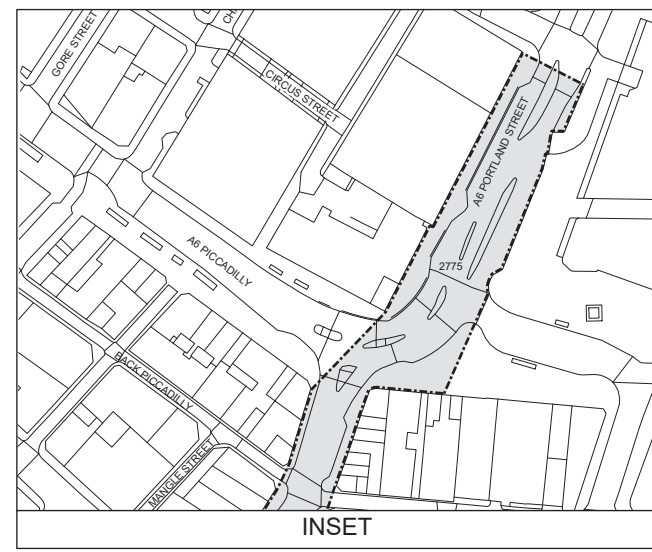 GORE STREET
CIRCUS STREET
A6 PORTLAND STREET
A6 PICCADILLY
2775
BACK PICCADILLY
MANGLE STREET
INSET